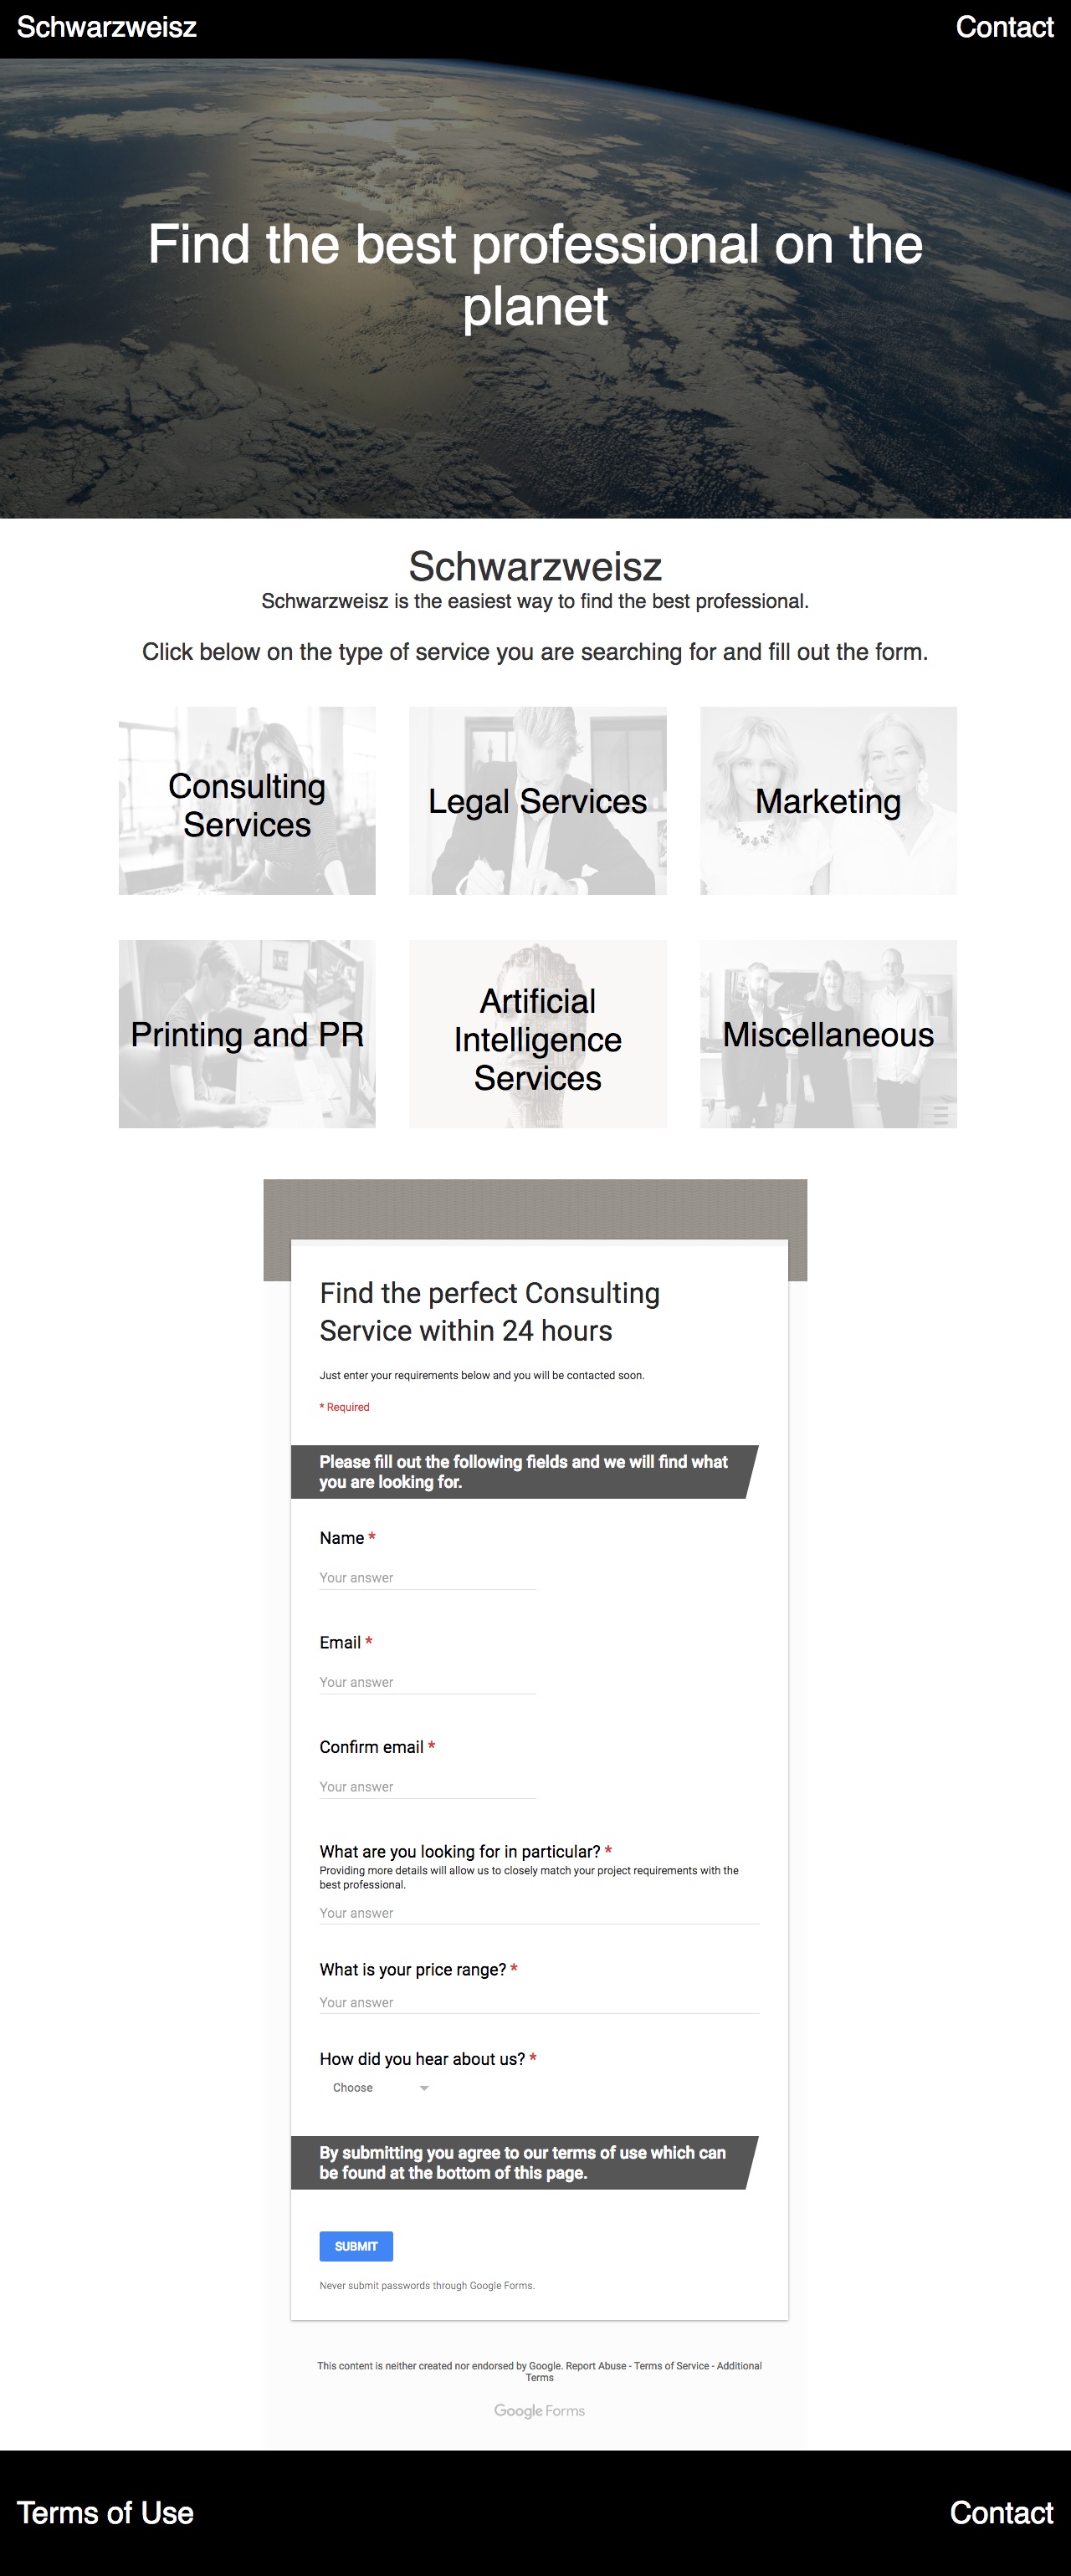 Schwarzweisz
Contact
Find the best professional on the
planet
Schwarzweisz
Schwarzweisz is the easiest way to find the best professional.
Click below on the type of service you are searching for and fill out the form.
Consulting
Services
Legal Services
Marketing
Printing and PR
Artificial
Intelligence
Services
Miscellaneous
Find the perfect Consulting
Service within 24 hours
Just enter your requirements below and you will be contacted soon.
* Required
Please fill out the following fields and we will find what
you are looking for.
Name *
Your answer
Email *
Your answer
Confirm email *
Your answer
What are you looking for in particular? *
Providing more details will allow us to closely match your project requirements with the
best professional.
Your answer
What is your price range? *
Your answer
How did you hear about us? *
Choose
By submitting you agree to our terms of use which can
be found at the bottom of this page.
SUBMIT
Never submit passwords through Google Forms.
This content is neither created nor endorsed by Google. Report Abuse - Terms of Service - Additional
Terms
Google Forms
Terms of Use
Contact